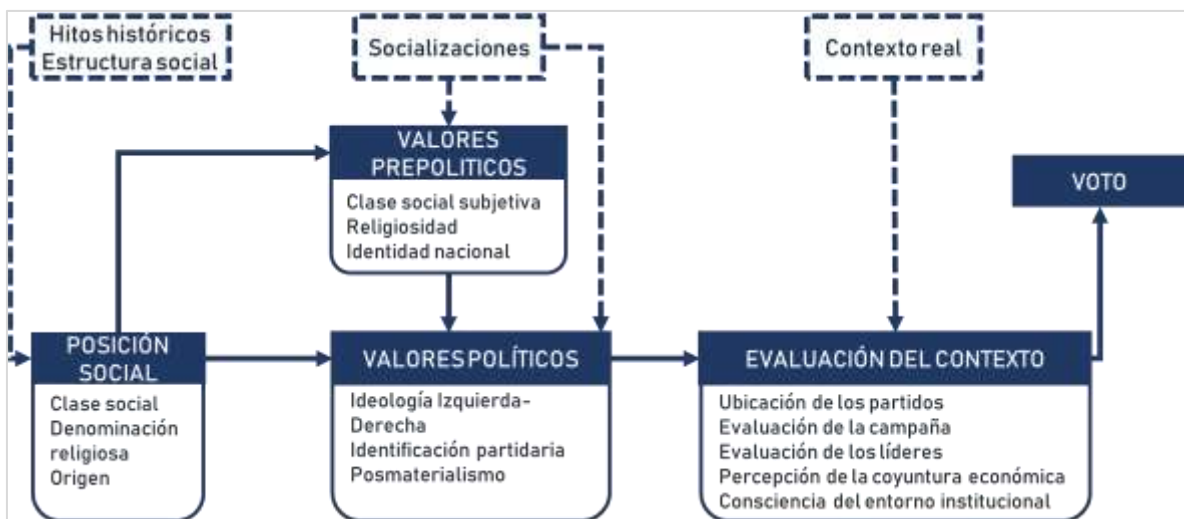 Hitos históricos
Estructura social
Socializaciones
Contexto real
VALORES
PREPOLITICOS
Clase social subjetiva
Religiosidad
Identidad nacional
VOTO
POSICIÓN
SOCIAL
Clase social
Denominación
religiosa
Origen
VALORES POLÍTICOS
Ideología Izquierda-
Derecha
Identificación partidaria
Posmaterialismo
EVALUACIÓN DEL CONTEXTO
Ubicación de los partidos
Evaluación de la campaña
Evaluación de los líderes
Percepción de la coyuntura económica
Consciencia del entorno institucional